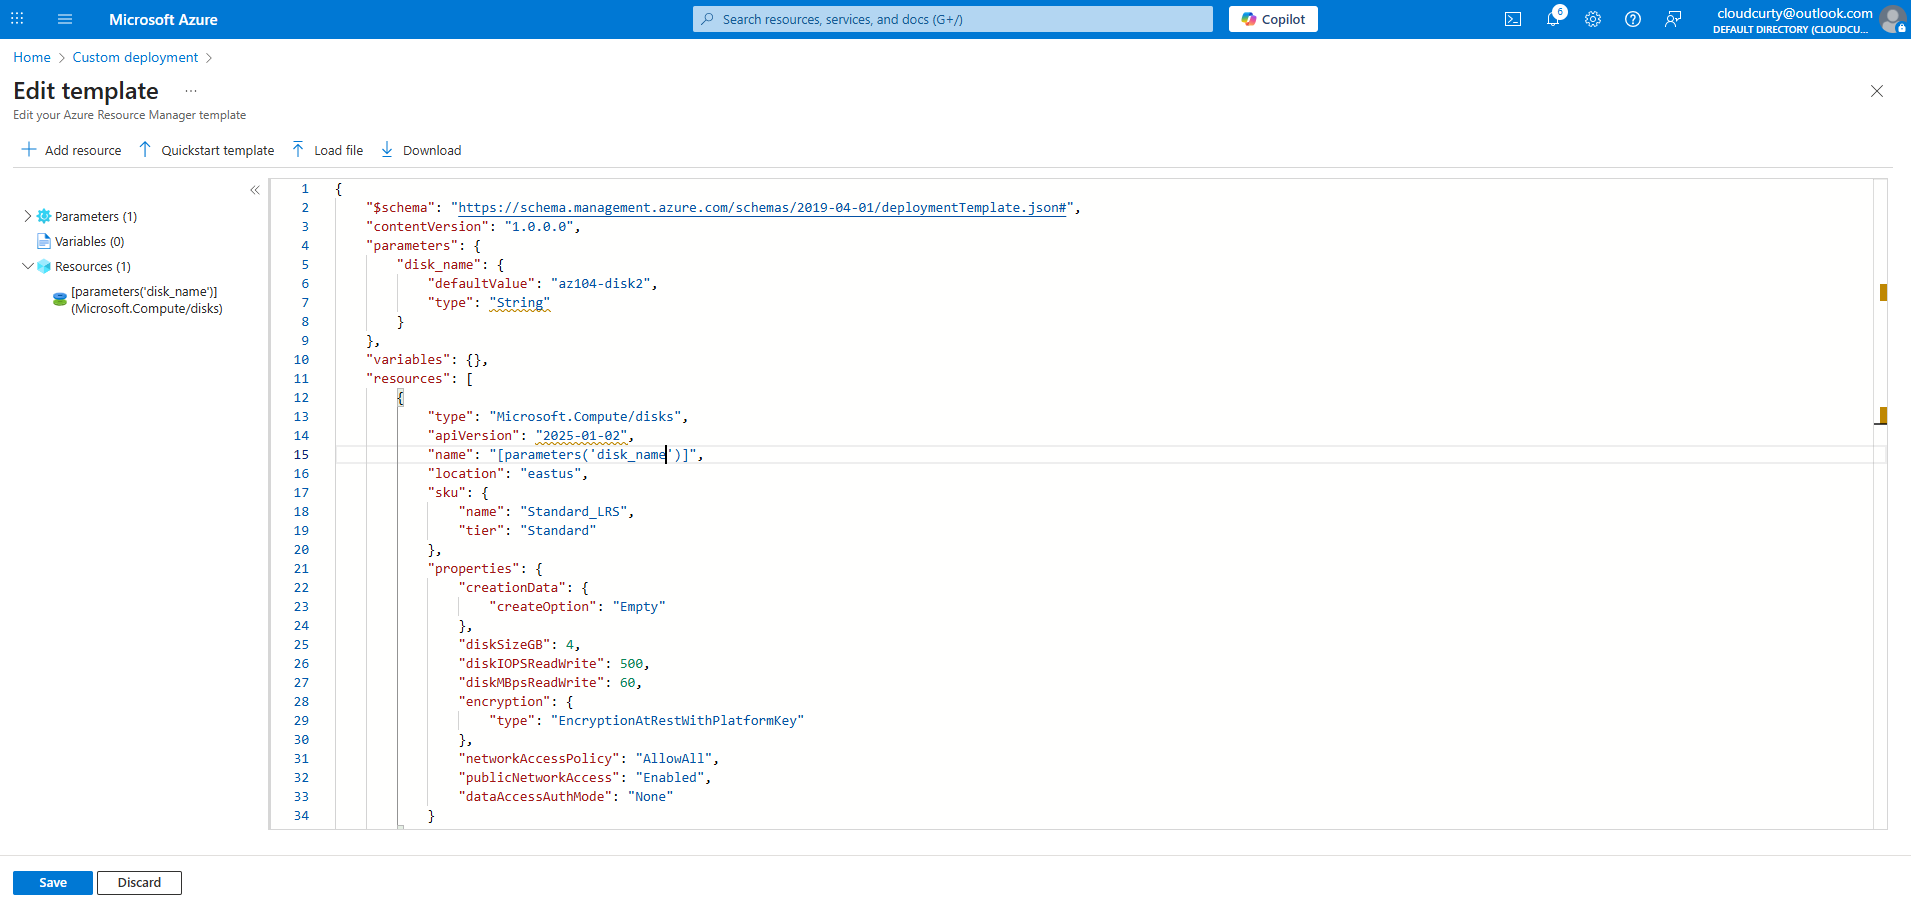 Microsoft Azure
Search resources, services, and docs (G+/)
Copilot
6
cloudcurty@outlook.com
DEFAULT DIRECTORY (CLOUDCU...
Home > Custom deployment >
Edit template ...
Edit your Azure Resource Manager template
Add resource Quickstart template Load file Download
«
Parameters (1)
Variables (0)
Resources (1)
[parameters('disk_name')]
(Microsoft.Compute/disks)
1 {
2 "$schema": "https://schema.management.azure.com/schemas/2019-04-01/deploymentTemplate.json#",
3 "contentVersion": "1.0.0.0",
4 "parameters": {
5 "disk_name": {
6 "defaultValue": "az104-disk2",
7 "type": "String"
8 }
9 },
10 "variables": {},
11 "resources": [
12 {
13 "type": "Microsoft.Compute/disks",
14 "apiVersion": "2025-01-02",
15 "name": "[parameters('disk_name')]",
16 "location": "eastus",
17 "sku": {
18 "name": "Standard_LRS",
19 "tier": "Standard"
20 },
21 "properties": {
22 "creationData": {
23 "createOption": "Empty"
24 },
25 "diskSizeGB": 4,
26 "diskIOPSReadWrite": 500,
27 "diskMBpsReadWrite": 60,
28 "encryption": {
29 "type": "EncryptionAtRestWithPlatformKey"
30 },
31 "networkAccessPolicy": "AllowAll",
32 "publicNetworkAccess": "Enabled",
33 "dataAccessAuthMode": "None"
34 }
Save Discard